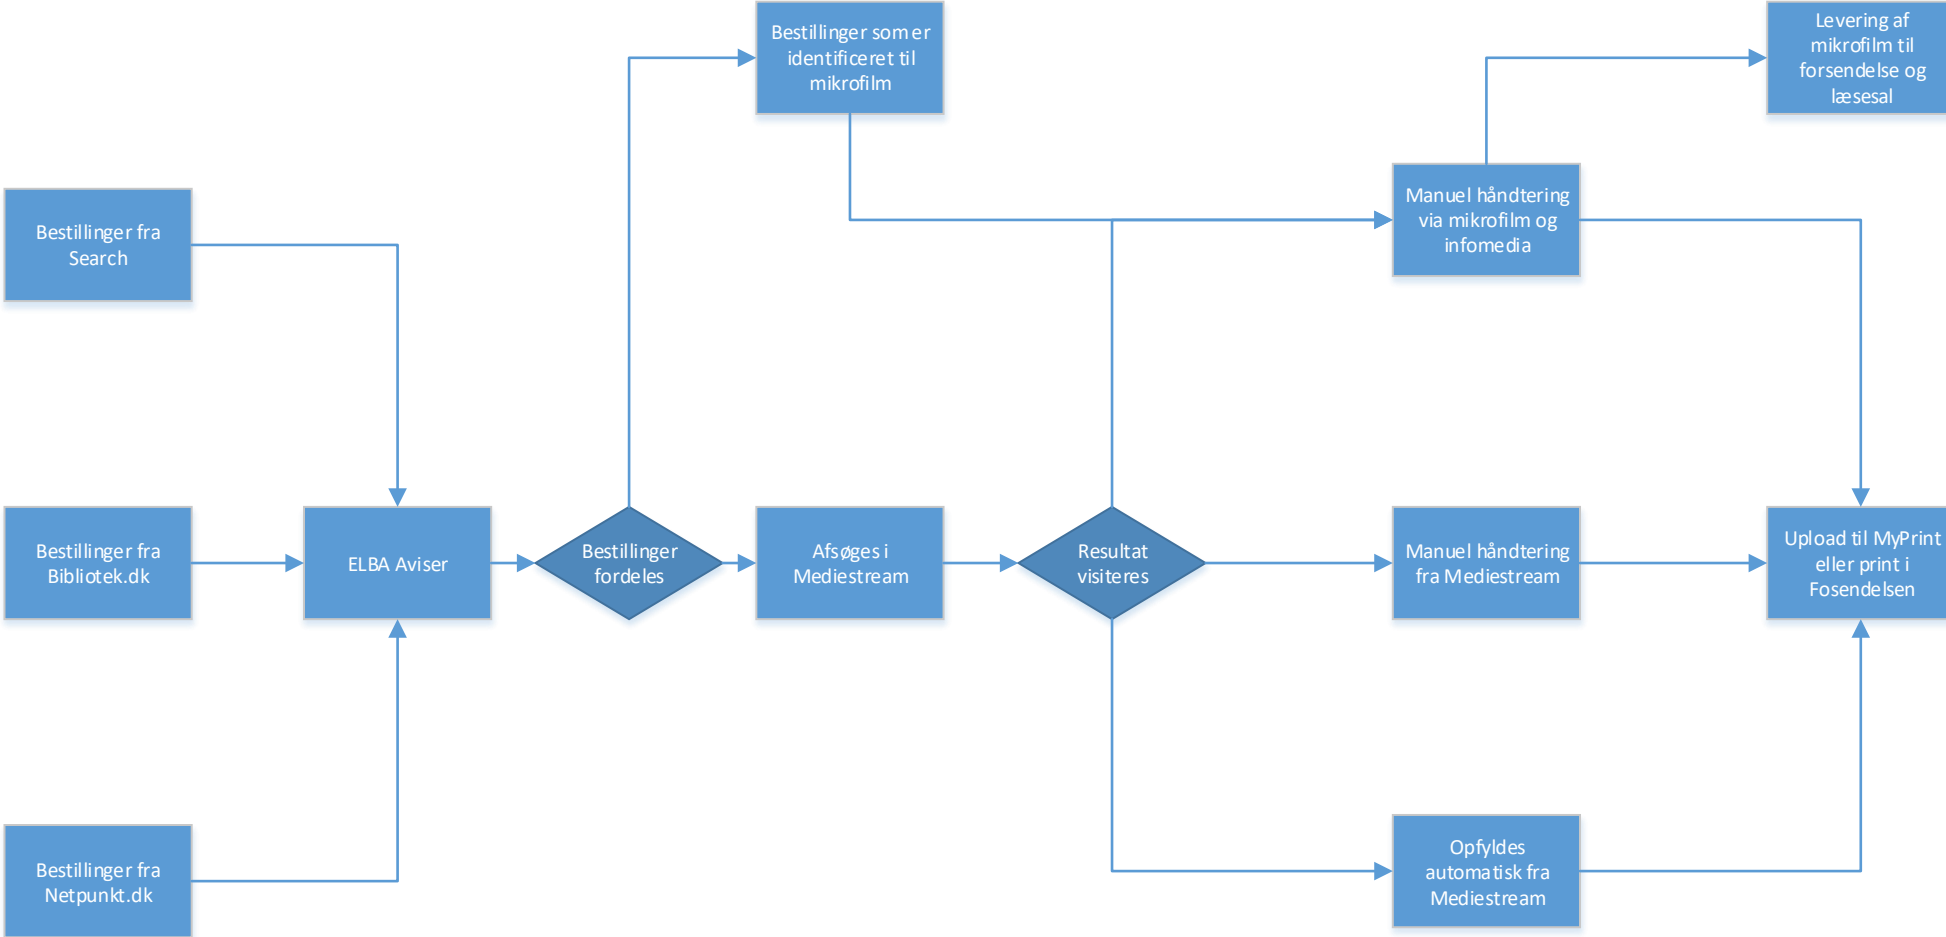 Bestillinger som er
identificeret til
mikrofilm
Levering af
mikrofilm til
forsendelse og
læsesal
Bestillinger fra
Search
Manuel håndtering
via mikrofilm og
infomedia
Bestillinger fra
Bibliotek.dk
ELBA Aviser
Bestillinger
fordeles
Afsøges i
Mediestream
Resultat
visiteres
Manuel håndtering
fra Mediestream
Upload til MyPrint
eller print i
Fosendelsen
Bestillinger fra
Netpunkt.dk
Opfyldes
automatisk fra
Mediestream